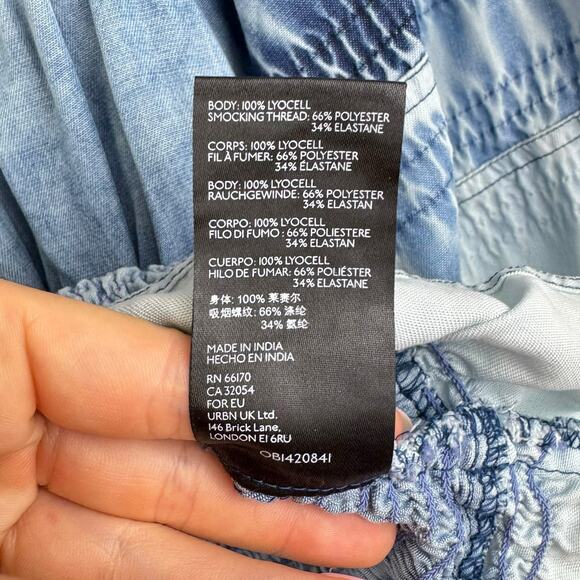 BODY: 100% LYOCELL
SMOCKING THREAD: 66% POLYESTER
34% ELASTANE
CORPS: 100% LYOCELL
FIL À FUMER: 66% POLYESTER
34% ÉLASTANE
BODY: 100% LYOCELL
RAUCHGEWINDE: 66% POLYESTER
34% ELASTAN
CORPO: 100% LYOCELL
FILO DI FUMO : 66% POLIESTERE
34% ELASTAN
CUERPO: 100% LYOCELL
HILO DE FUMAR: 66% POLIÉSTER
34% ELASTANE
身体: 100% 莱赛尔
吸烟螺纹: 66% 涤纶
34% 氨纶
MADE IN INDIA
HECHO EN INDIA
RN 66170
CA 32054
FOR EU
URBN UK Ltd.
146 Brick Lane,
LONDON E1 6RU
OB1420841